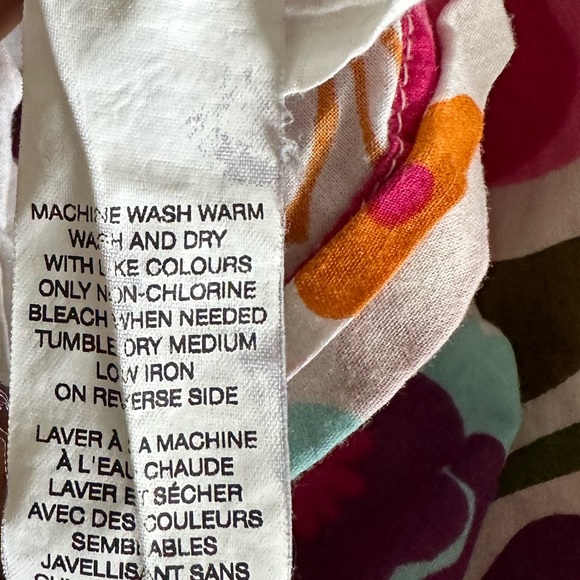 MACHINE WASH WARM
WASH AND DRY
WITH LIKE COLOURS
ONLY NON-CHLORINE
BLEACH WHEN NEEDED
TUMBLE DRY MEDIUM
LOW IRON
ON REVERSE SIDE
LAVER À LA MACHINE
À L'EAU CHAUDE
LAVER ET SÉCHER
AVEC DES COULEURS
SEMBLABLES
JAVELLISANT SANS